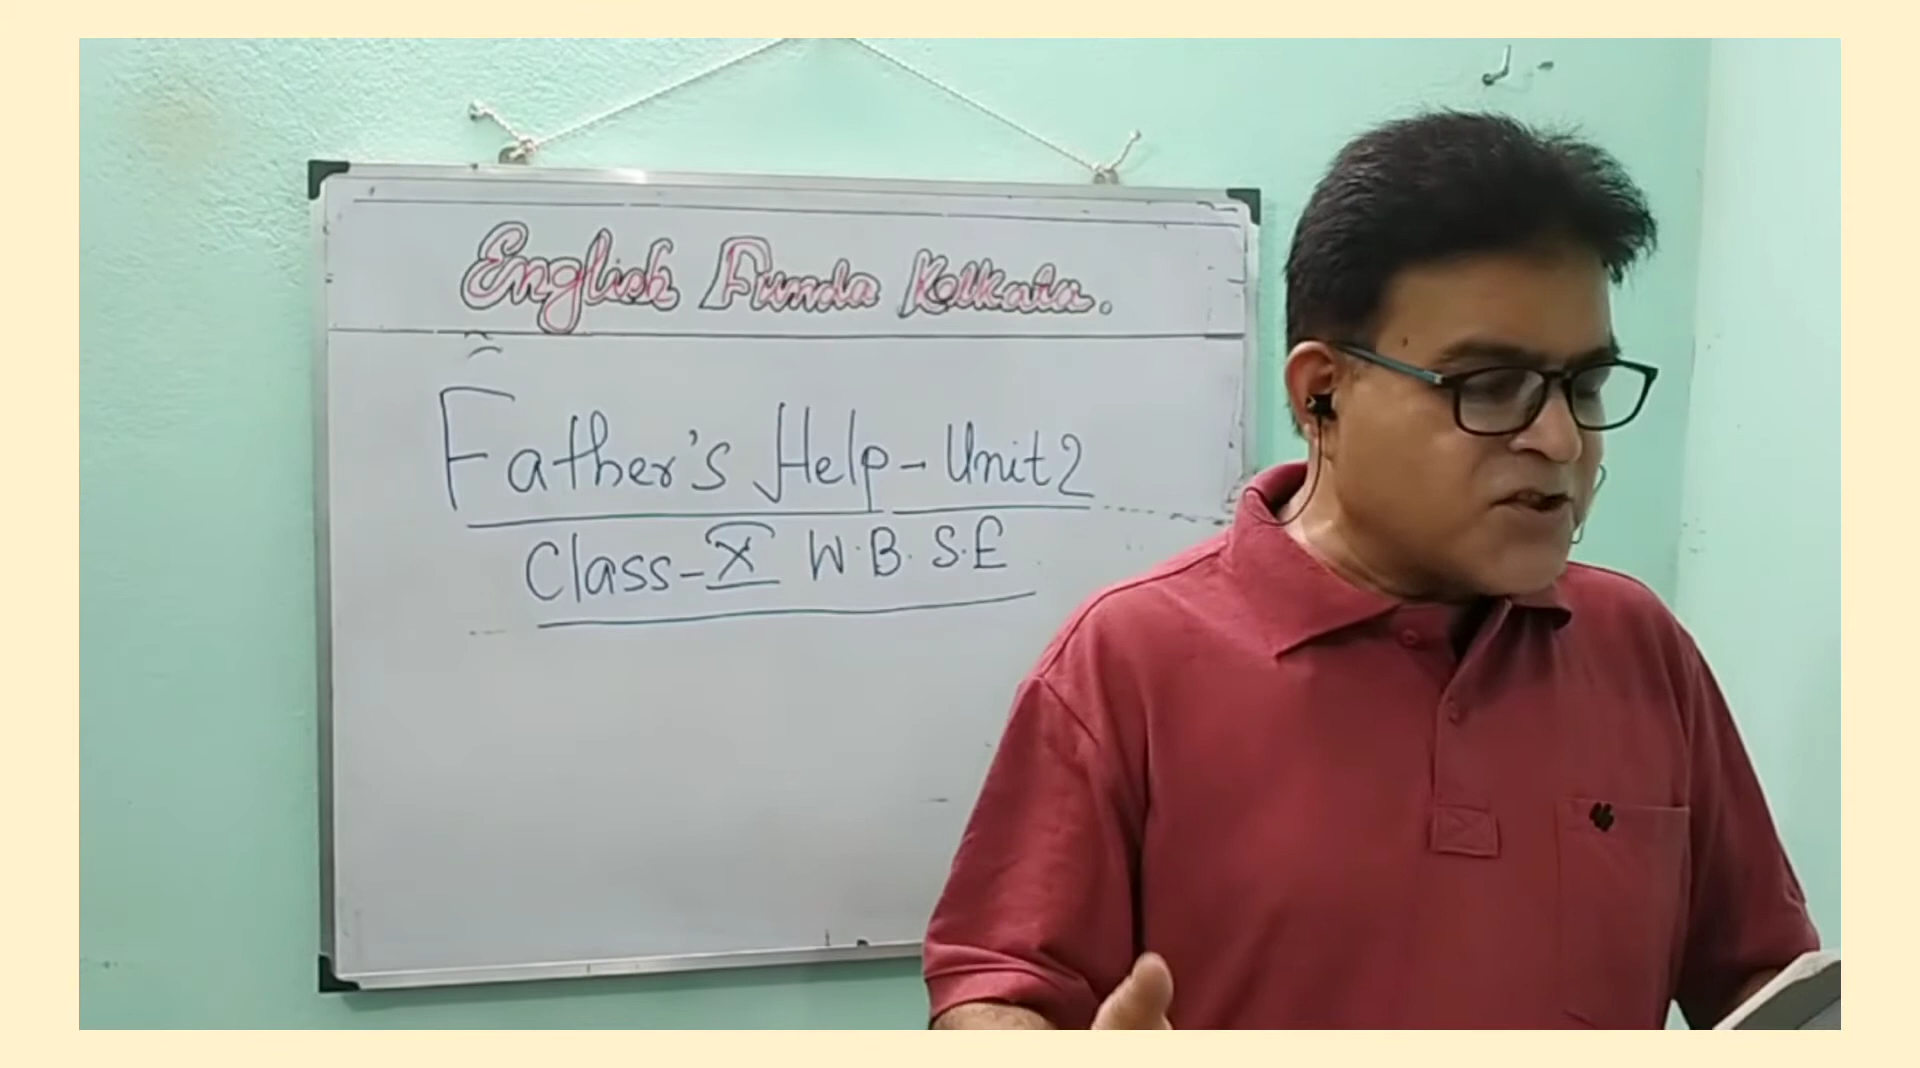 English Funda Kolkata.
Father's Help - Unit 2
Class - X W.B.S.E